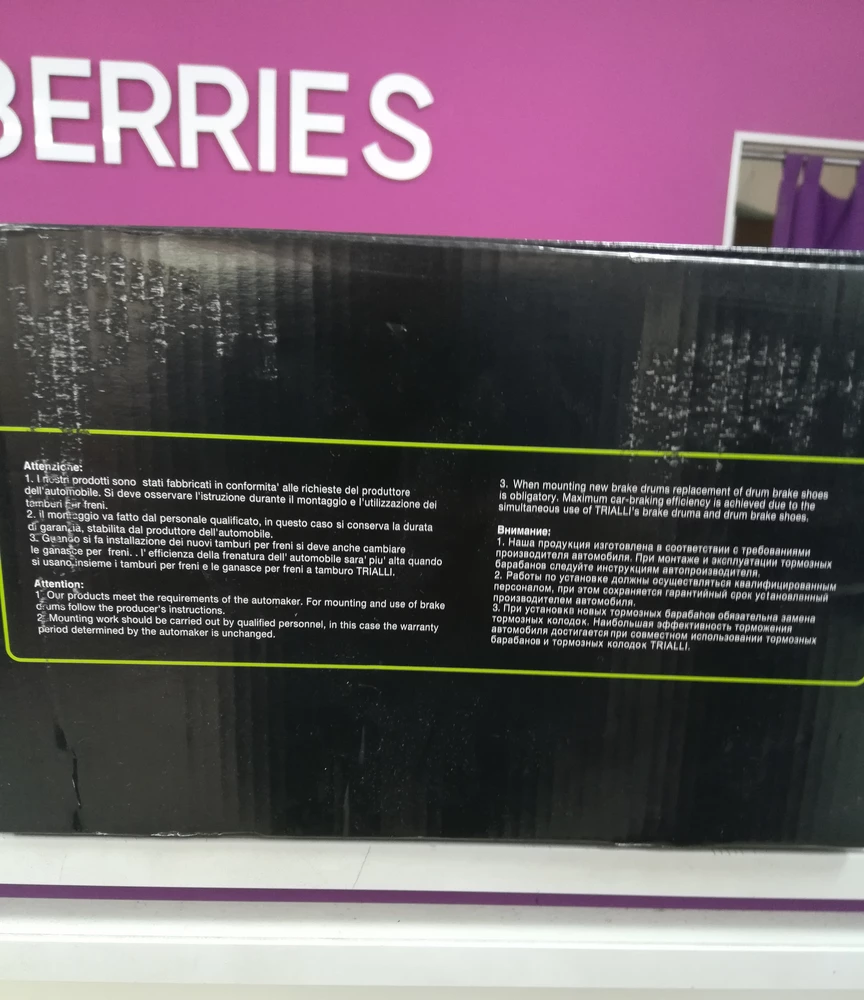 BERRIES
Attenzione:
1. I nostri prodotti sono stati fabbricati in conformita' alle richieste del produttore
dell'automobile. Si deve osservare l'istruzione durante il montaggio e l'utilizzazione dei
tamburi per freni.
2. il montaggio va fatto dal personale qualificato, in questo caso si conserva la durata
di garanzia, stabilita dal produttore dell'automobile.
3. Quando si fa installazione dei nuovi tamburi per freni si deve anche cambiare
le ganasce per freni. . l' efficienza della frenatura dell' automobile sara' piu' alta quando
si usano insieme i tamburi per freni e le ganasce per freni a tamburo TRIALLI.
Attention:
1. Our products meet the requirements of the automaker. For mounting and use of brake
drums follow the producer's instructions.
2. Mounting work should be carried out by qualified personnel, in this case the warranty
period determined by the automaker is unchanged.
3. When mounting new brake drums replacement of drum brake shoes
is obligatory. Maximum car-braking efficiency is achieved due to the
simultaneous use of TRIALLI's brake druma and drum brake shoes.
Внимание:
1. Наша продукция изготовлена в соответствии с требованиями
производителя автомобиля. При монтаже и эксплуатации тормозных
барабанов следуйте инструкциям автопроизводителя.
2. Работы по установке должны осуществляться квалифицированным
персоналом, при этом сохраняется гарантийный срок установланный
производителем автомобиля.
3. При установка новых тормозных барабанов обязательна замена
тормозных колодок. Наибольшая эффективность торможения
автомобиля достигается при совместном использовании тормозных
барабанов и тормозных колодок TRIALLI.